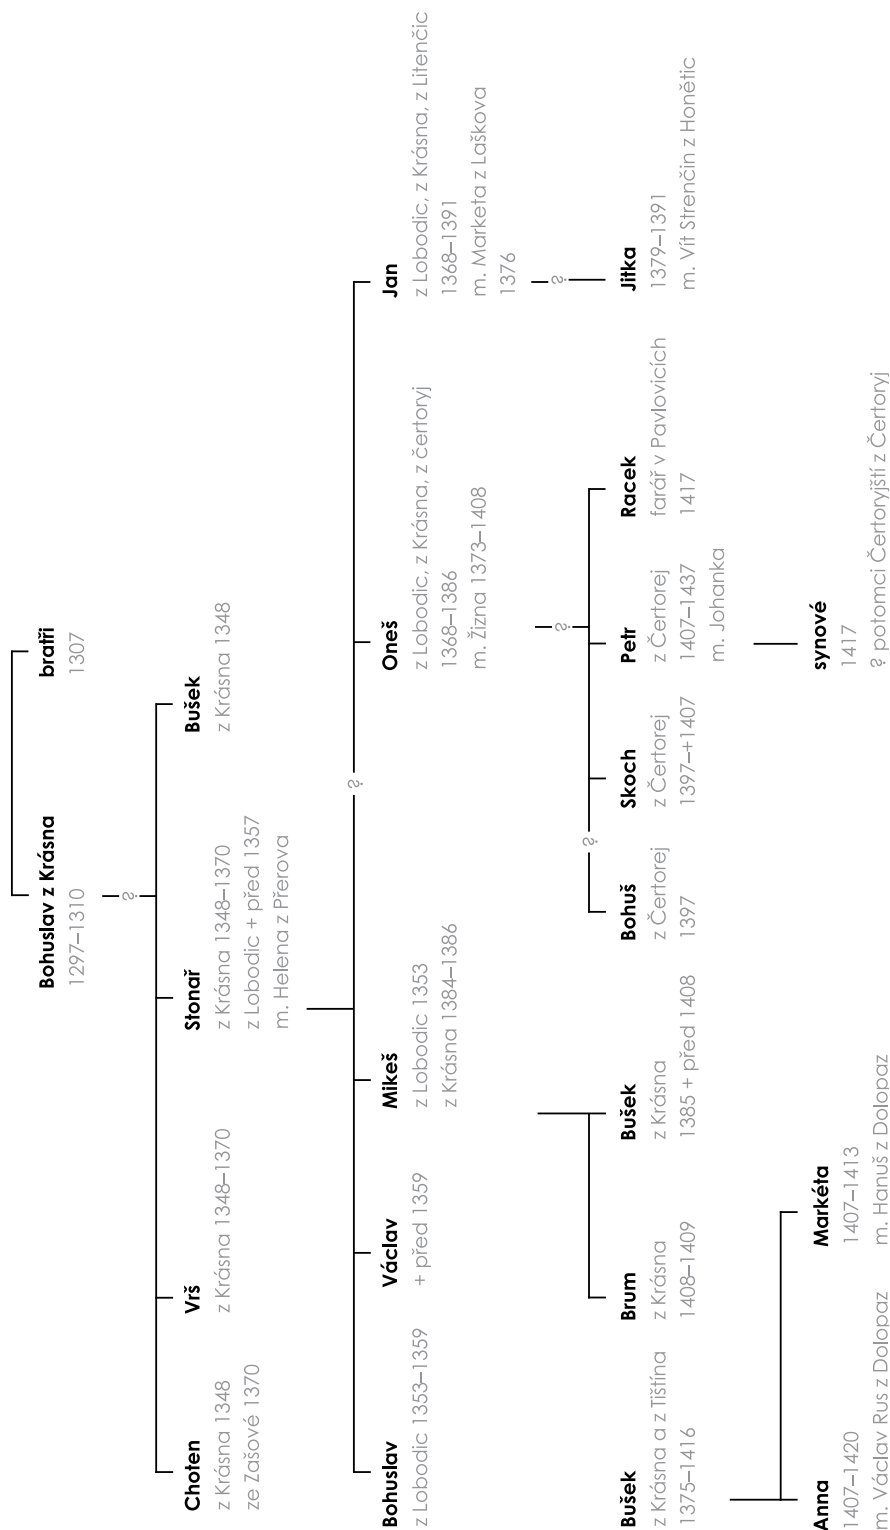 Bohuslav z Krásna
1297–1310
bratři
1307
?
Choten
z Krásna 1348
ze Zašové 1370
Vrš
z Krásna 1348–1370
Stonař
z Krásna 1348–1370
z Lobodic + před 1357
m. Helena z Přerova
Bušek
z Krásna 1348
Bohuslav
z Lobodic 1353–1359
Václav
+ před 1359
Mikeš
z Lobodic 1353
z Krásna 1384–1386
?
Oneš
z Lobodic, z Krásna, z čertoryj
1368–1386
m. Žizna 1373–1408
Jan
z Lobodic, z Krásna, z Litenčic
1368–1391
m. Marketa z Laškova
1376
?
?
?
Bušek
z Krásna a z Tištína
1375–1416
Brum
z Krásna
1408–1409
Bušek
z Krásna
1385 + před 1408
Bohuš
z Čertorej
1397
Skoch
z Čertorej
1397–+1407
Petr
z Čertorej
1407–1437
m. Johanka
Racek
farář v Pavlovicích
1417
Jitka
1379–1391
m. Vít Strenčin z Honětic
Anna
1407–1420
m. Václav Rus z Dolopaz
Markéta
1407–1413
m. Hanuš z Dolopaz
synové
1417
? potomci Čertoryjští z Čertoryj